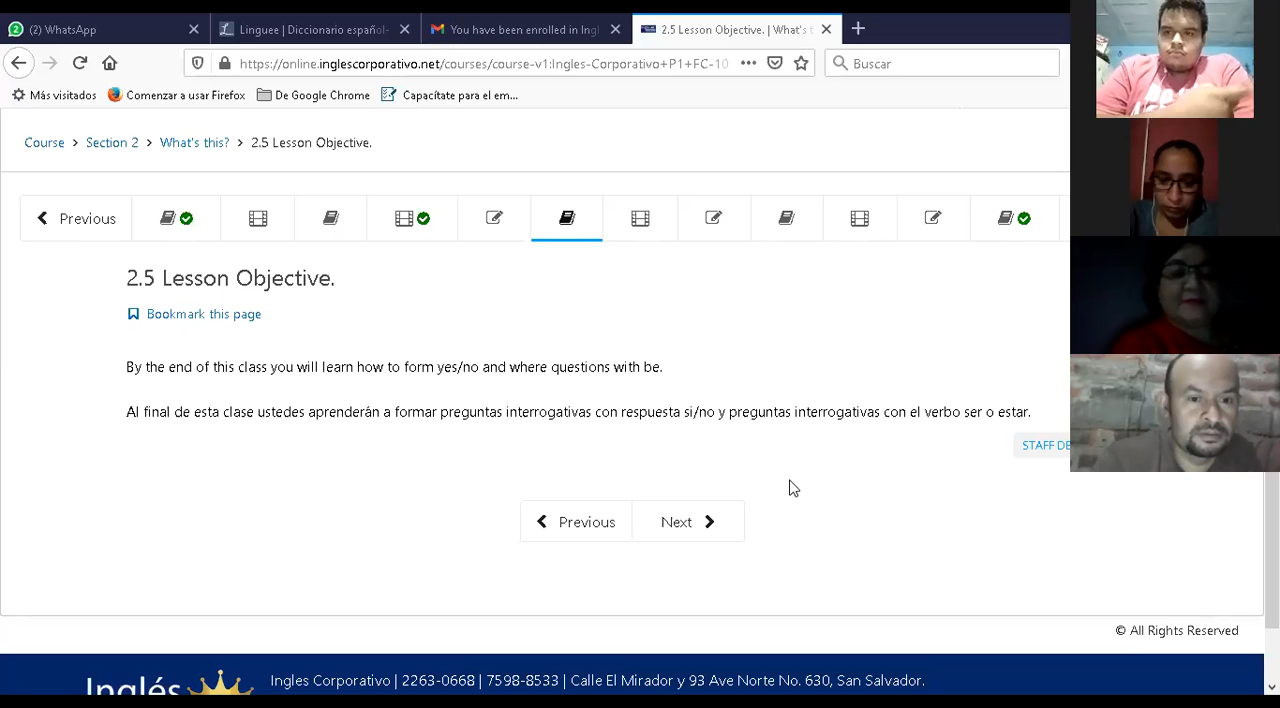 (2) WhatsApp
Linguee | Diccionario español-
You have been enrolled in Ingl
2.5 Lesson Objective. | What's t
https://online.inglescorporativo.net/courses/course-v1:Ingles-Corporativo+P1+FC-10
Buscar
Más visitados
Comenzar a usar Firefox
De Google Chrome
Capacítate para el em...
Course > Section 2 > What's this? > 2.5 Lesson Objective.
Previous
2.5 Lesson Objective.
Bookmark this page
By the end of this class you will learn how to form yes/no and where questions with be.
Al final de esta clase ustedes aprenderán a formar preguntas interrogativas con respuesta si/no y preguntas interrogativas con el verbo ser o estar.
STAFF DE
Previous
Next
© All Rights Reserved
Inglés
Ingles Corporativo | 2263-0668 | 7598-8533 | Calle El Mirador y 93 Ave Norte No. 630, San Salvador.